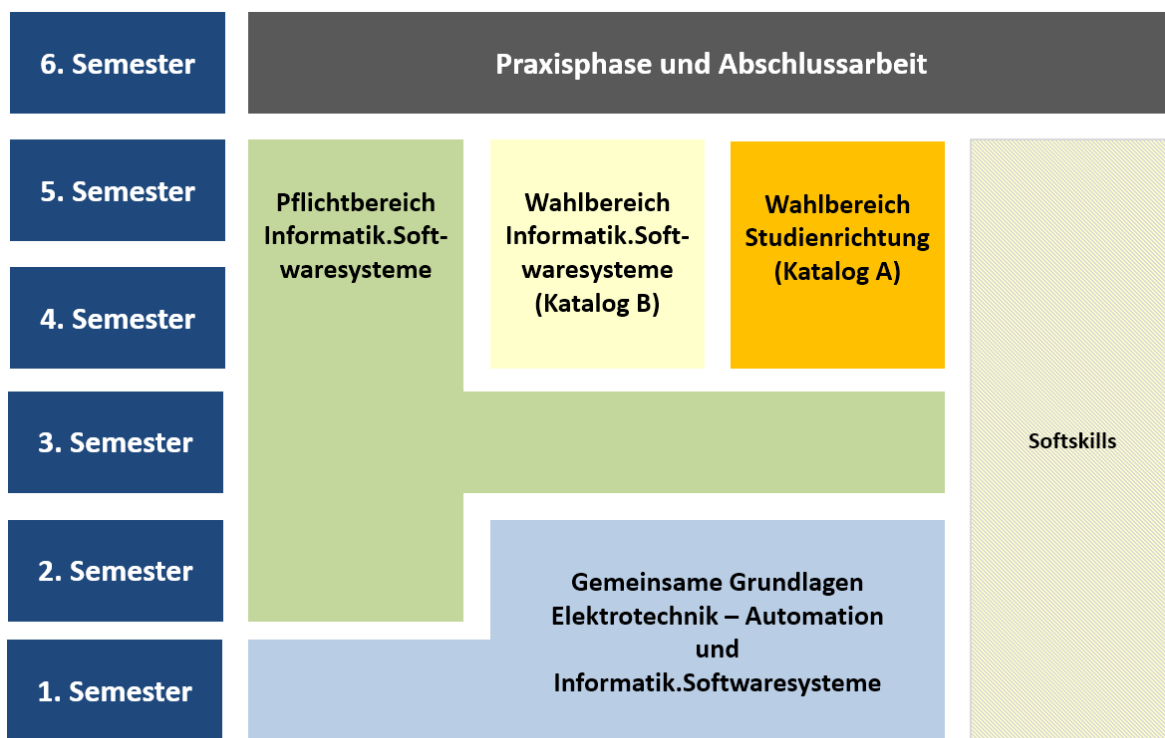 6. Semester
Praxisphase und Abschlussarbeit
5. Semester
Pflichtbereich
Informatik.Soft-
waresysteme
Wahlbereich
Informatik.Soft-
waresysteme
(Katalog B)
Wahlbereich
Studienrichtung
(Katalog A)
4. Semester
3. Semester
Softskills
2. Semester
Gemeinsame Grundlagen
Elektrotechnik – Automation
und
Informatik.Softwaresysteme
1. Semester